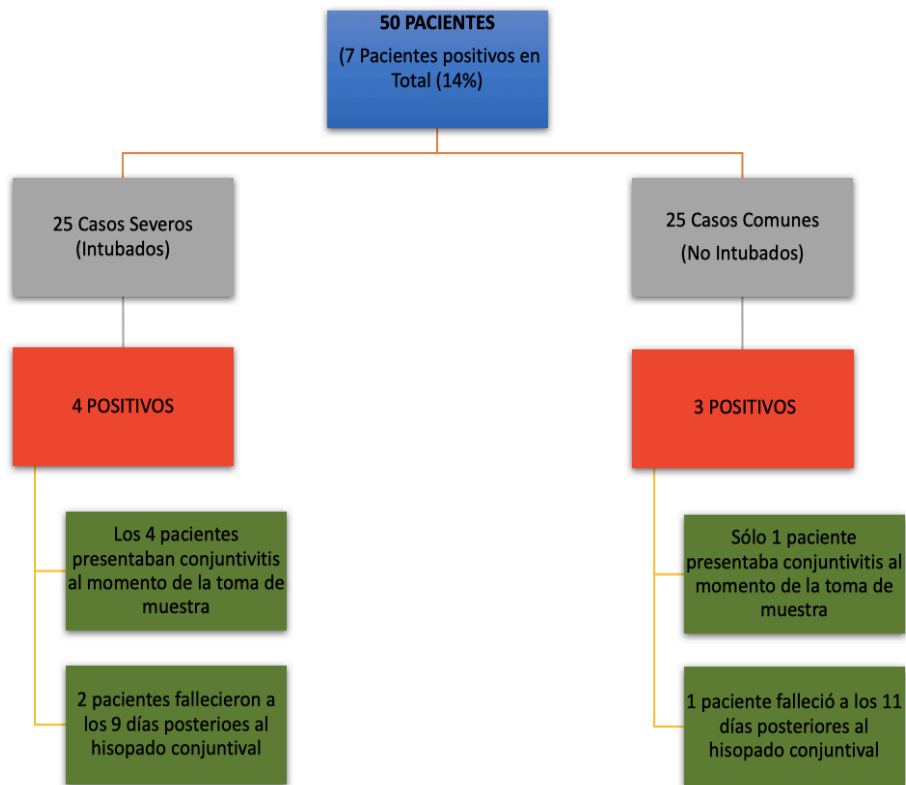 50 PACIENTES
(7 Pacientes positivos en
Total (14%)
25 Casos Severos
(Intubados)
25 Casos Comunes
(No Intubados)
4 POSITIVOS
3 POSITIVOS
Los 4 pacientes
presentaban conjuntivitis
al momento de la toma de
muestra
Sólo 1 paciente
presentaba conjuntivitis al
momento de la toma de
muestra
2 pacientes fallecieron a
los 9 días posterioes al
hisopado conjuntival
1 paciente falleció a los 11
días posteriores al
hisopado conjuntival